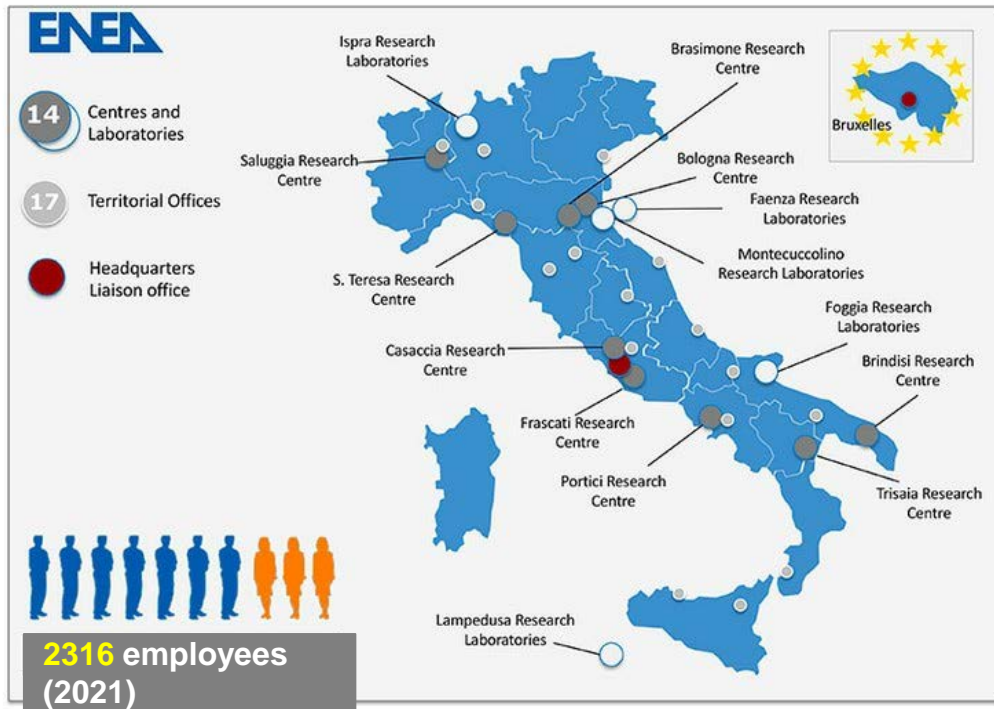 ENEA
14
Centres and
Laboratories
17
Territorial Offices
Headquarters
Liaison office
Ispra Research
Laboratories
Brasimone Research
Centre
Bruxelles
Saluggia Research
Centre
Bologna Research
Centre
Faenza Research
Laboratories
Montecuccolino
Research Laboratories
S. Teresa Research
Centre
Foggia Research
Laboratories
Casaccia Research
Centre
Brindisi Research
Centre
Frascati Research
Centre
Portici Research
Centre
Trisaia Research
Centre
Lampedusa Research
Laboratories
2316 employees
(2021)